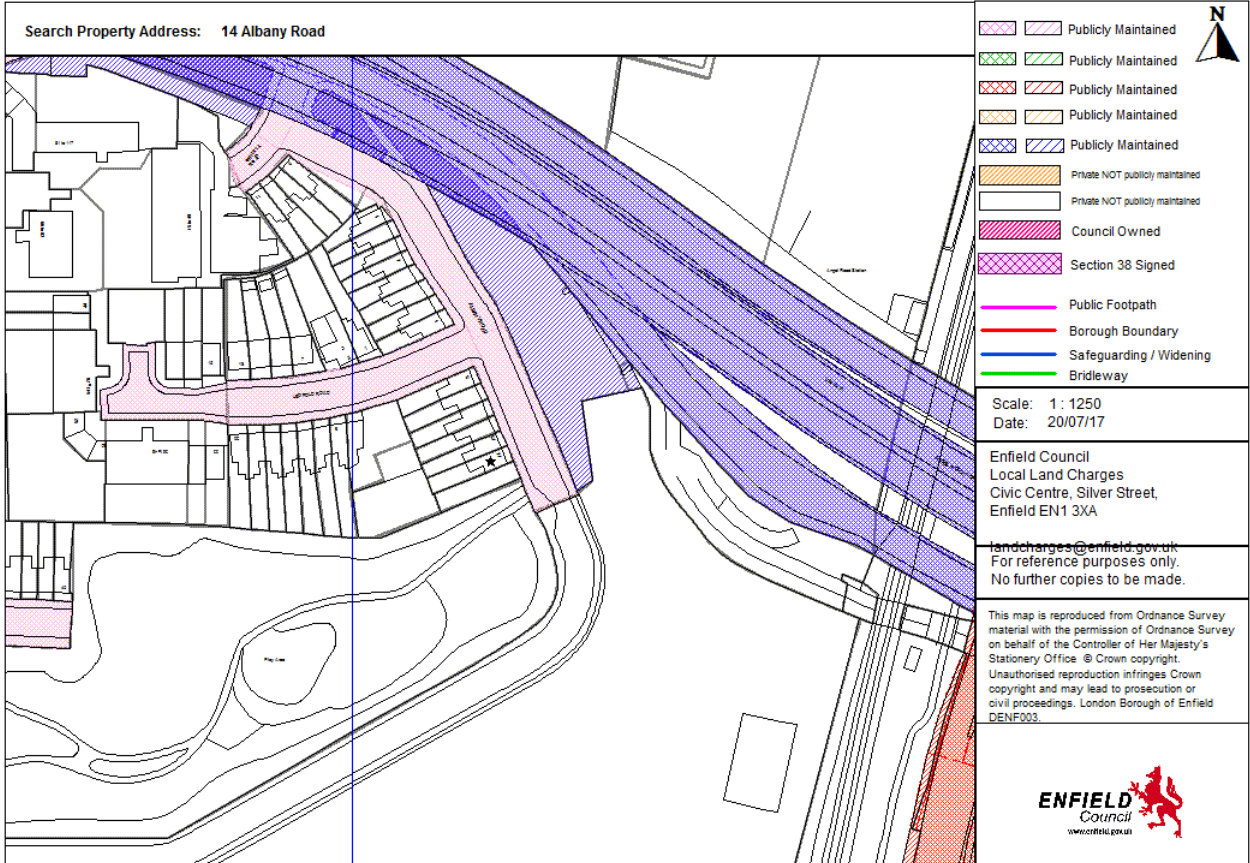 Search Property Address: 14 Albany Road
N
Publicly Maintained
Publicly Maintained
Publicly Maintained
Publicly Maintained
Publicly Maintained
Private NOT publicly maintained
Private NOT publicly maintained
Council Owned
Section 38 Signed
Public Footpath
Borough Boundary
Safeguarding / Widening
Bridleway
Scale: 1 : 1250
Date: 20/07/17
Enfield Council
Local Land Charges
Civic Centre, Silver Street,
Enfield EN1 3XA
landcharges@enfield.gov.uk
For reference purposes only.
No further copies to be made.
This map is reproduced from Ordnance Survey
material with the permission of Ordnance Survey
on behalf of the Controller of Her Majesty's
Stationery Office © Crown copyright.
Unauthorised reproduction infringes Crown
copyright and may lead to prosecution or
civil proceedings. London Borough of Enfield
DENF003.
ENFIELD
Council
www.enfield.gov.uk
Play Area